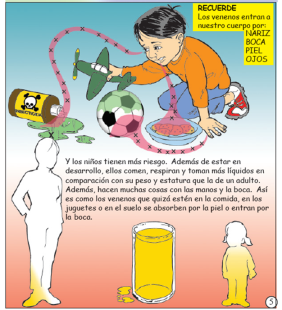 RECUERDE
Los venenos entran a
nuestro cuerpo por:
NARIZ
BOCA
PIEL
OJOS
INSECTICIDA
Y los niños tienen más riesgo. Además de estar en
desarrollo, ellos comen, respiran y toman más líquidos en
comparación con su peso y estatura que la de un adulto.
Además, hacen muchas cosas con las manos y la boca. Así
es como los venenos que quizá estén en la comida, en los
juguetes o en el suelo se absorben por la piel o entran por
la boca.
5